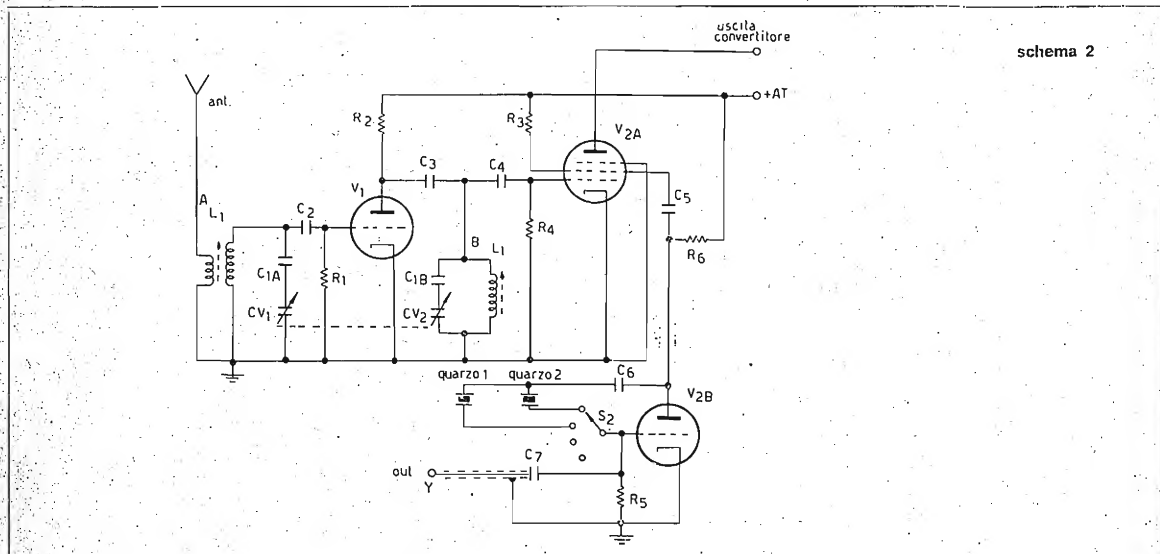 uscita
convertitore
schema 2
ant.
+AT
R2
R3
V2A
C3
C4
V1
C5
A L1
C2
R4
B L1
R6
C1A
R1
C1B
CV1
CV2
quarzo 1
quarzo 2
C6
V2B
S2
C7
out
Y
R5